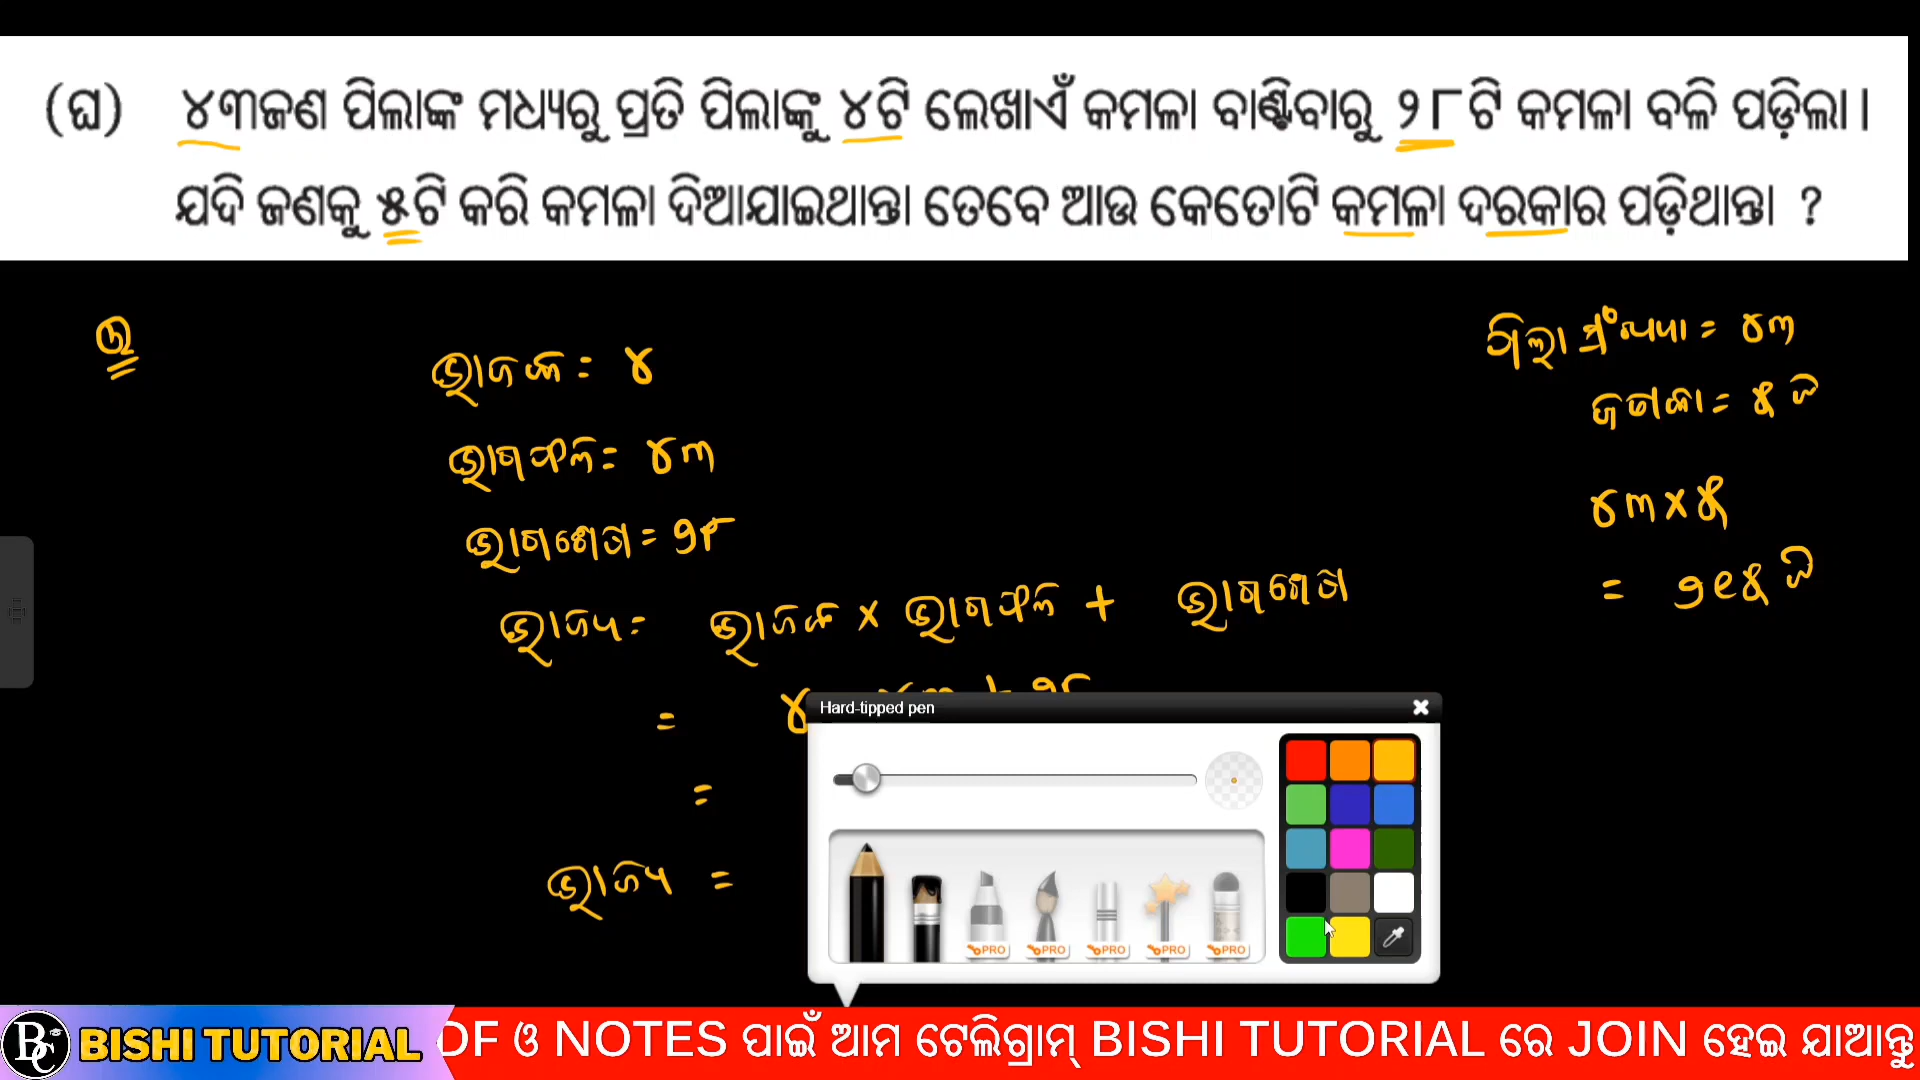 (ଘ) ୪୩ଜଣ ପିଲାଙ୍କ ମଧ୍ୟରୁ ପ୍ରତି ପିଲାଙ୍କୁ ୪ଟି ଲେଖାଏଁ କମଳା ବାଣ୍ଟିବାରୁ ୨୮ଟି କମଳା ବଳି ପଡ଼ିଲା ।
ଯଦି ଜଣକୁ ୫ଟି କରି କମଳା ଦିଆଯାଇଥାନ୍ତା ତେବେ ଆଉ କେତୋଟି କମଳା ଦରକାର ପଡ଼ିଥାନ୍ତା ?
ଉ
ଭାଜକ = ୪
ଭାଗଫଳ = ୪୩
ଭାଗଶେଷ = ୨୮
ଭାଜ୍ୟ = ଭାଜକ x ଭାଗଫଳ + ଭାଗଶେଷ
= ୪
=
ଭାଜ୍ୟ =
ପିଲା ସଂଖ୍ୟା = ୪୩
= ୫ ଟି
୪୩ x ୫
= ୨୧୫ ଟି
Hard-tipped pen
PRO PRO PRO PRO PRO
BISHI TUTORIAL
DF ଓ NOTES ପାଇଁ ଆମ ଟେଲିଗ୍ରାମ୍ BISHI TUTORIAL ରେ JOIN ହେଇ ଯାଆନ୍ତୁ